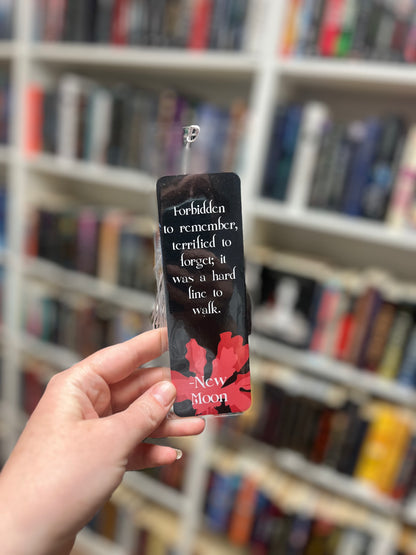 Forbidden
to remember,
terrified to
forget; it
was a hard
line to
walk.
-New
Moon